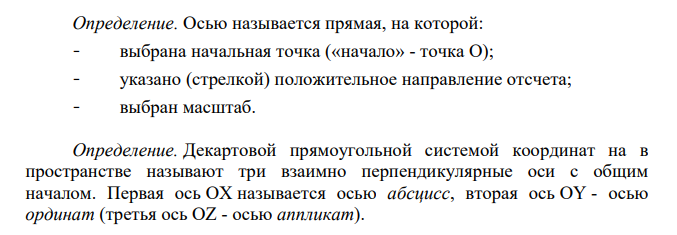 Определение. Осью называется прямая, на которой:
- выбрана начальная точка («начало» - точка О);
- указано (стрелкой) положительное направление отсчета;
- выбран масштаб.
Определение. Декартовой прямоугольной системой координат на в
пространстве называют три взаимно перпендикулярные оси с общим
началом. Первая ось OX называется осью абсцисс, вторая ось OY - осью
ординат (третья ось OZ - осью аппликат).